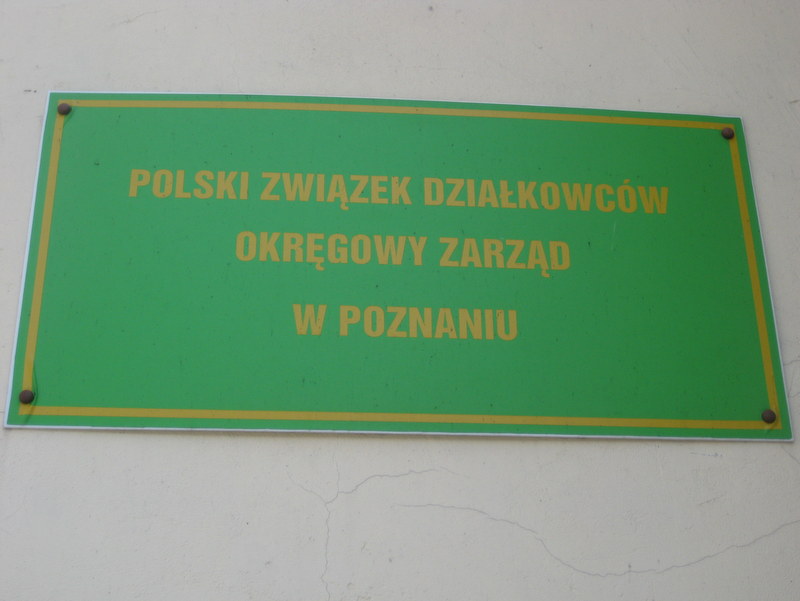 POLSKI ZWIĄZEK DZIAŁKOWCÓW
OKRĘGOWY ZARZĄD
W POZNANIU